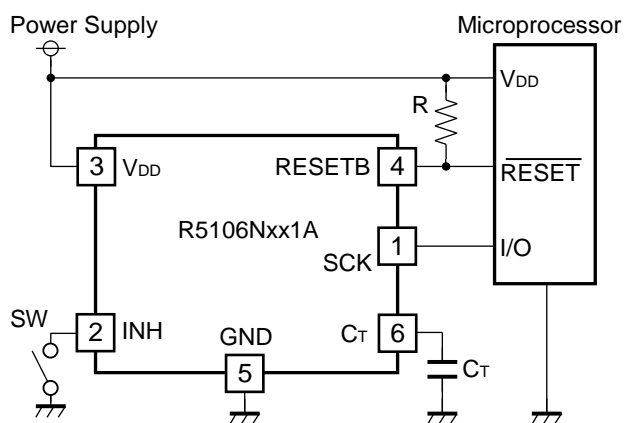 Power Supply
Microprocessor
VDD
R
3
VDD
RESETB
4
RESET
R5106Nxx1A
1
SCK
I/O
SW
2
INH
GND
CT
6
5
CT